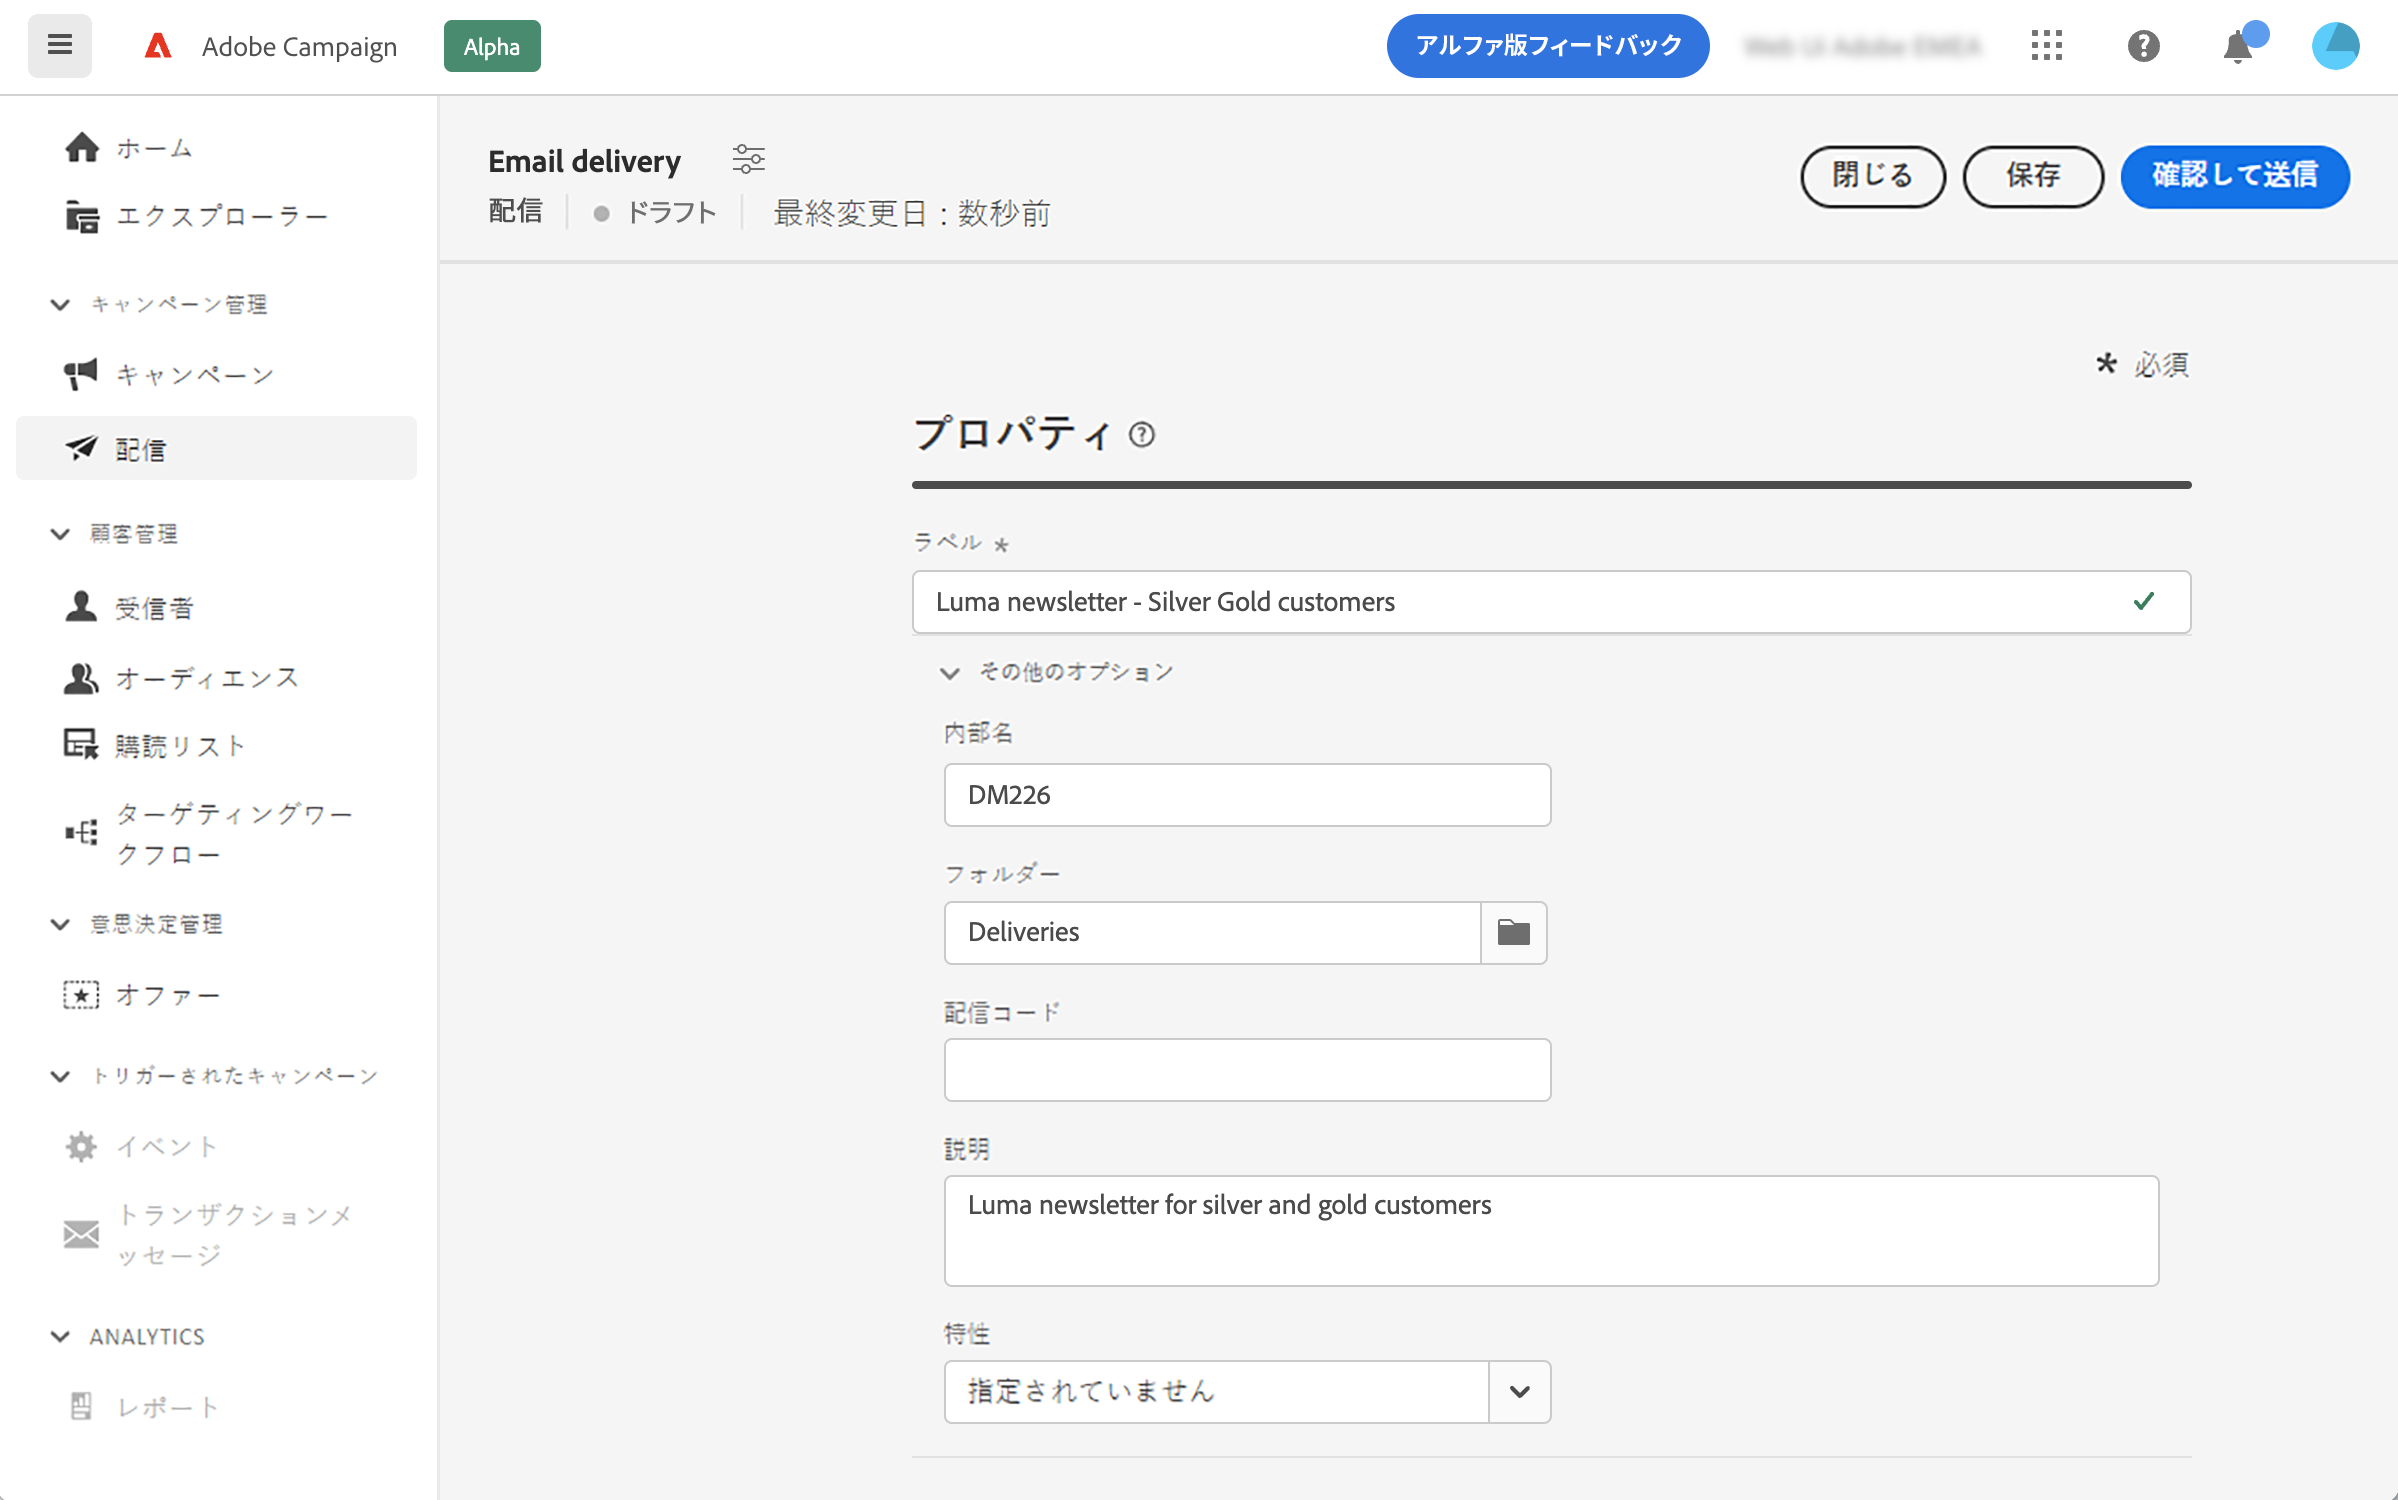 Adobe Campaign
Alpha
アルファ版フィードバック
ホーム
エクスプローラー
キャンペーン管理
キャンペーン
配信
顧客管理
受信者
オーディエンス
購読リスト
ターゲティングワー
クフロー
意思決定管理
オファー
トリガーされたキャンペーン
イベント
トランザクションメ
ッセージ
ANALYTICS
レポート
Email delivery
配信
ドラフト
最終変更日：数秒前
閉じる
保存
確認して送信
* 必須
プロパティ
ラベル *
Luma newsletter - Silver Gold customers
その他のオプション
内部名
DM226
フォルダー
Deliveries
配信コード
説明
Luma newsletter for silver and gold customers
特性
指定されていません